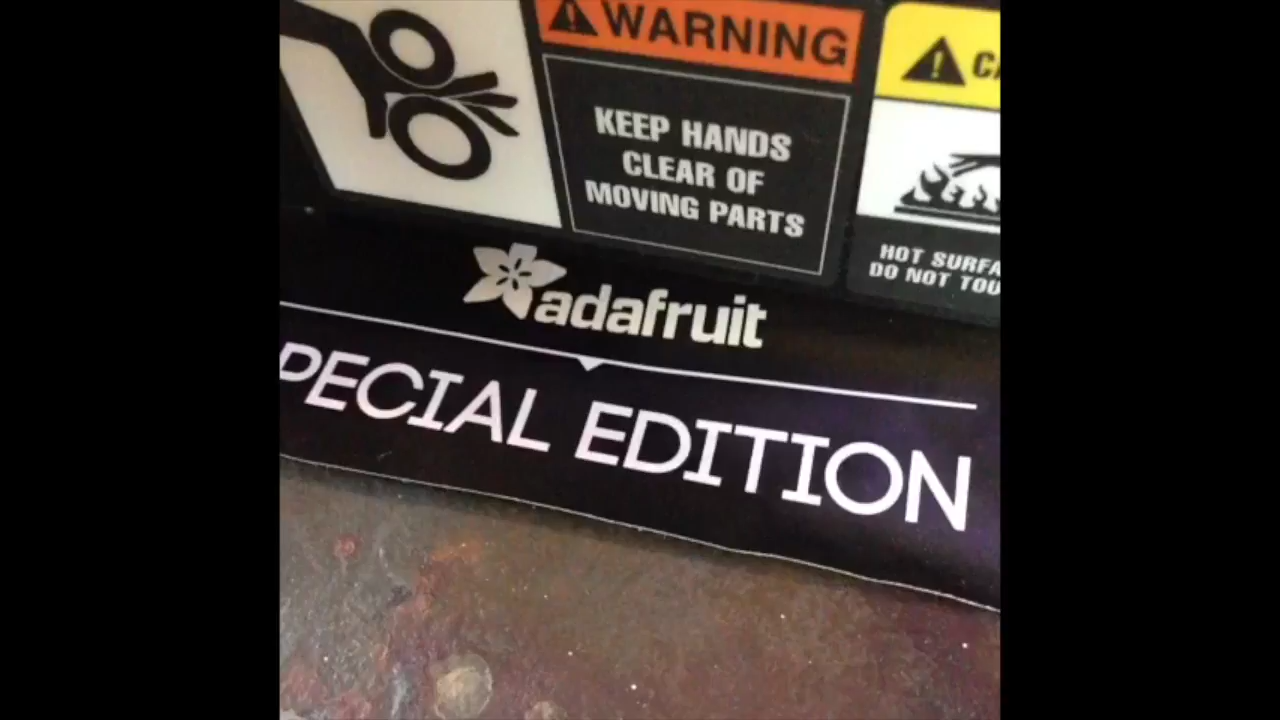 WARNING
KEEP HANDS
CLEAR OF
MOVING PARTS
HOT SURFA
DO NOT TOU
adafruit
PECIAL EDITION